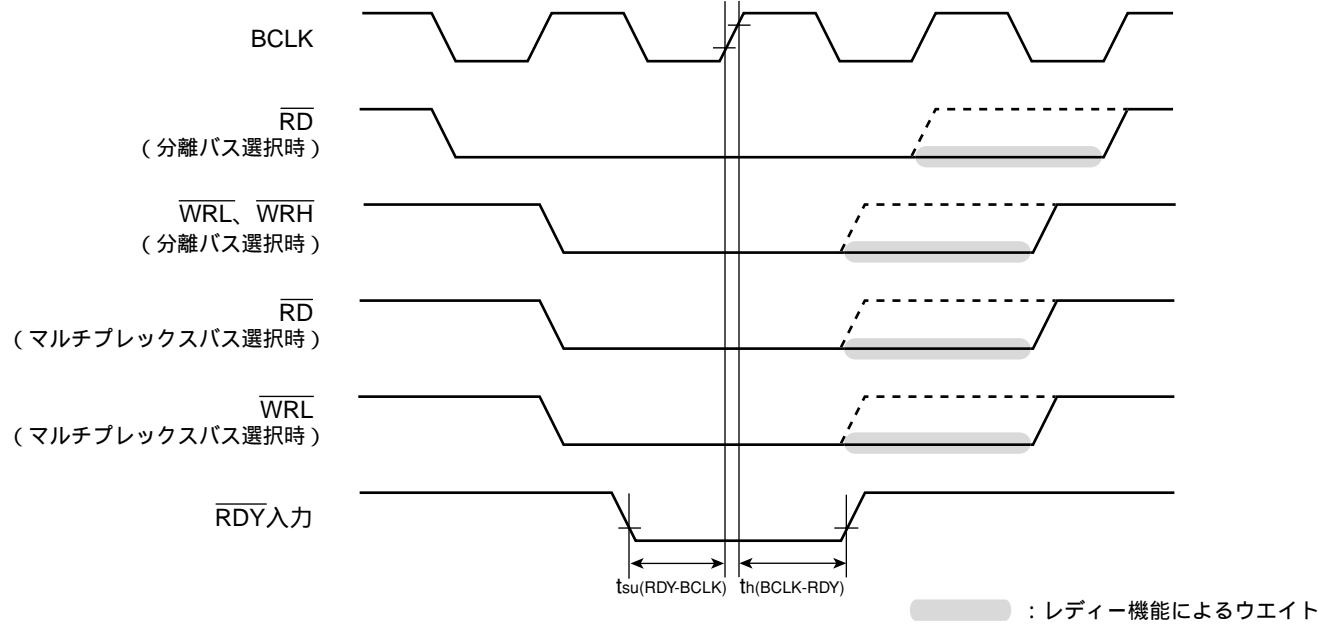 BCLK
RD
(分離バス選択時)
WRL、WRH
(分離バス選択時)
RD
(マルチプレックスバス選択時)
WRL
(マルチプレックスバス選択時)
RDY入力
tsu(RDY-BCLK) th(BCLK-RDY)
:レディー機能によるウエイト